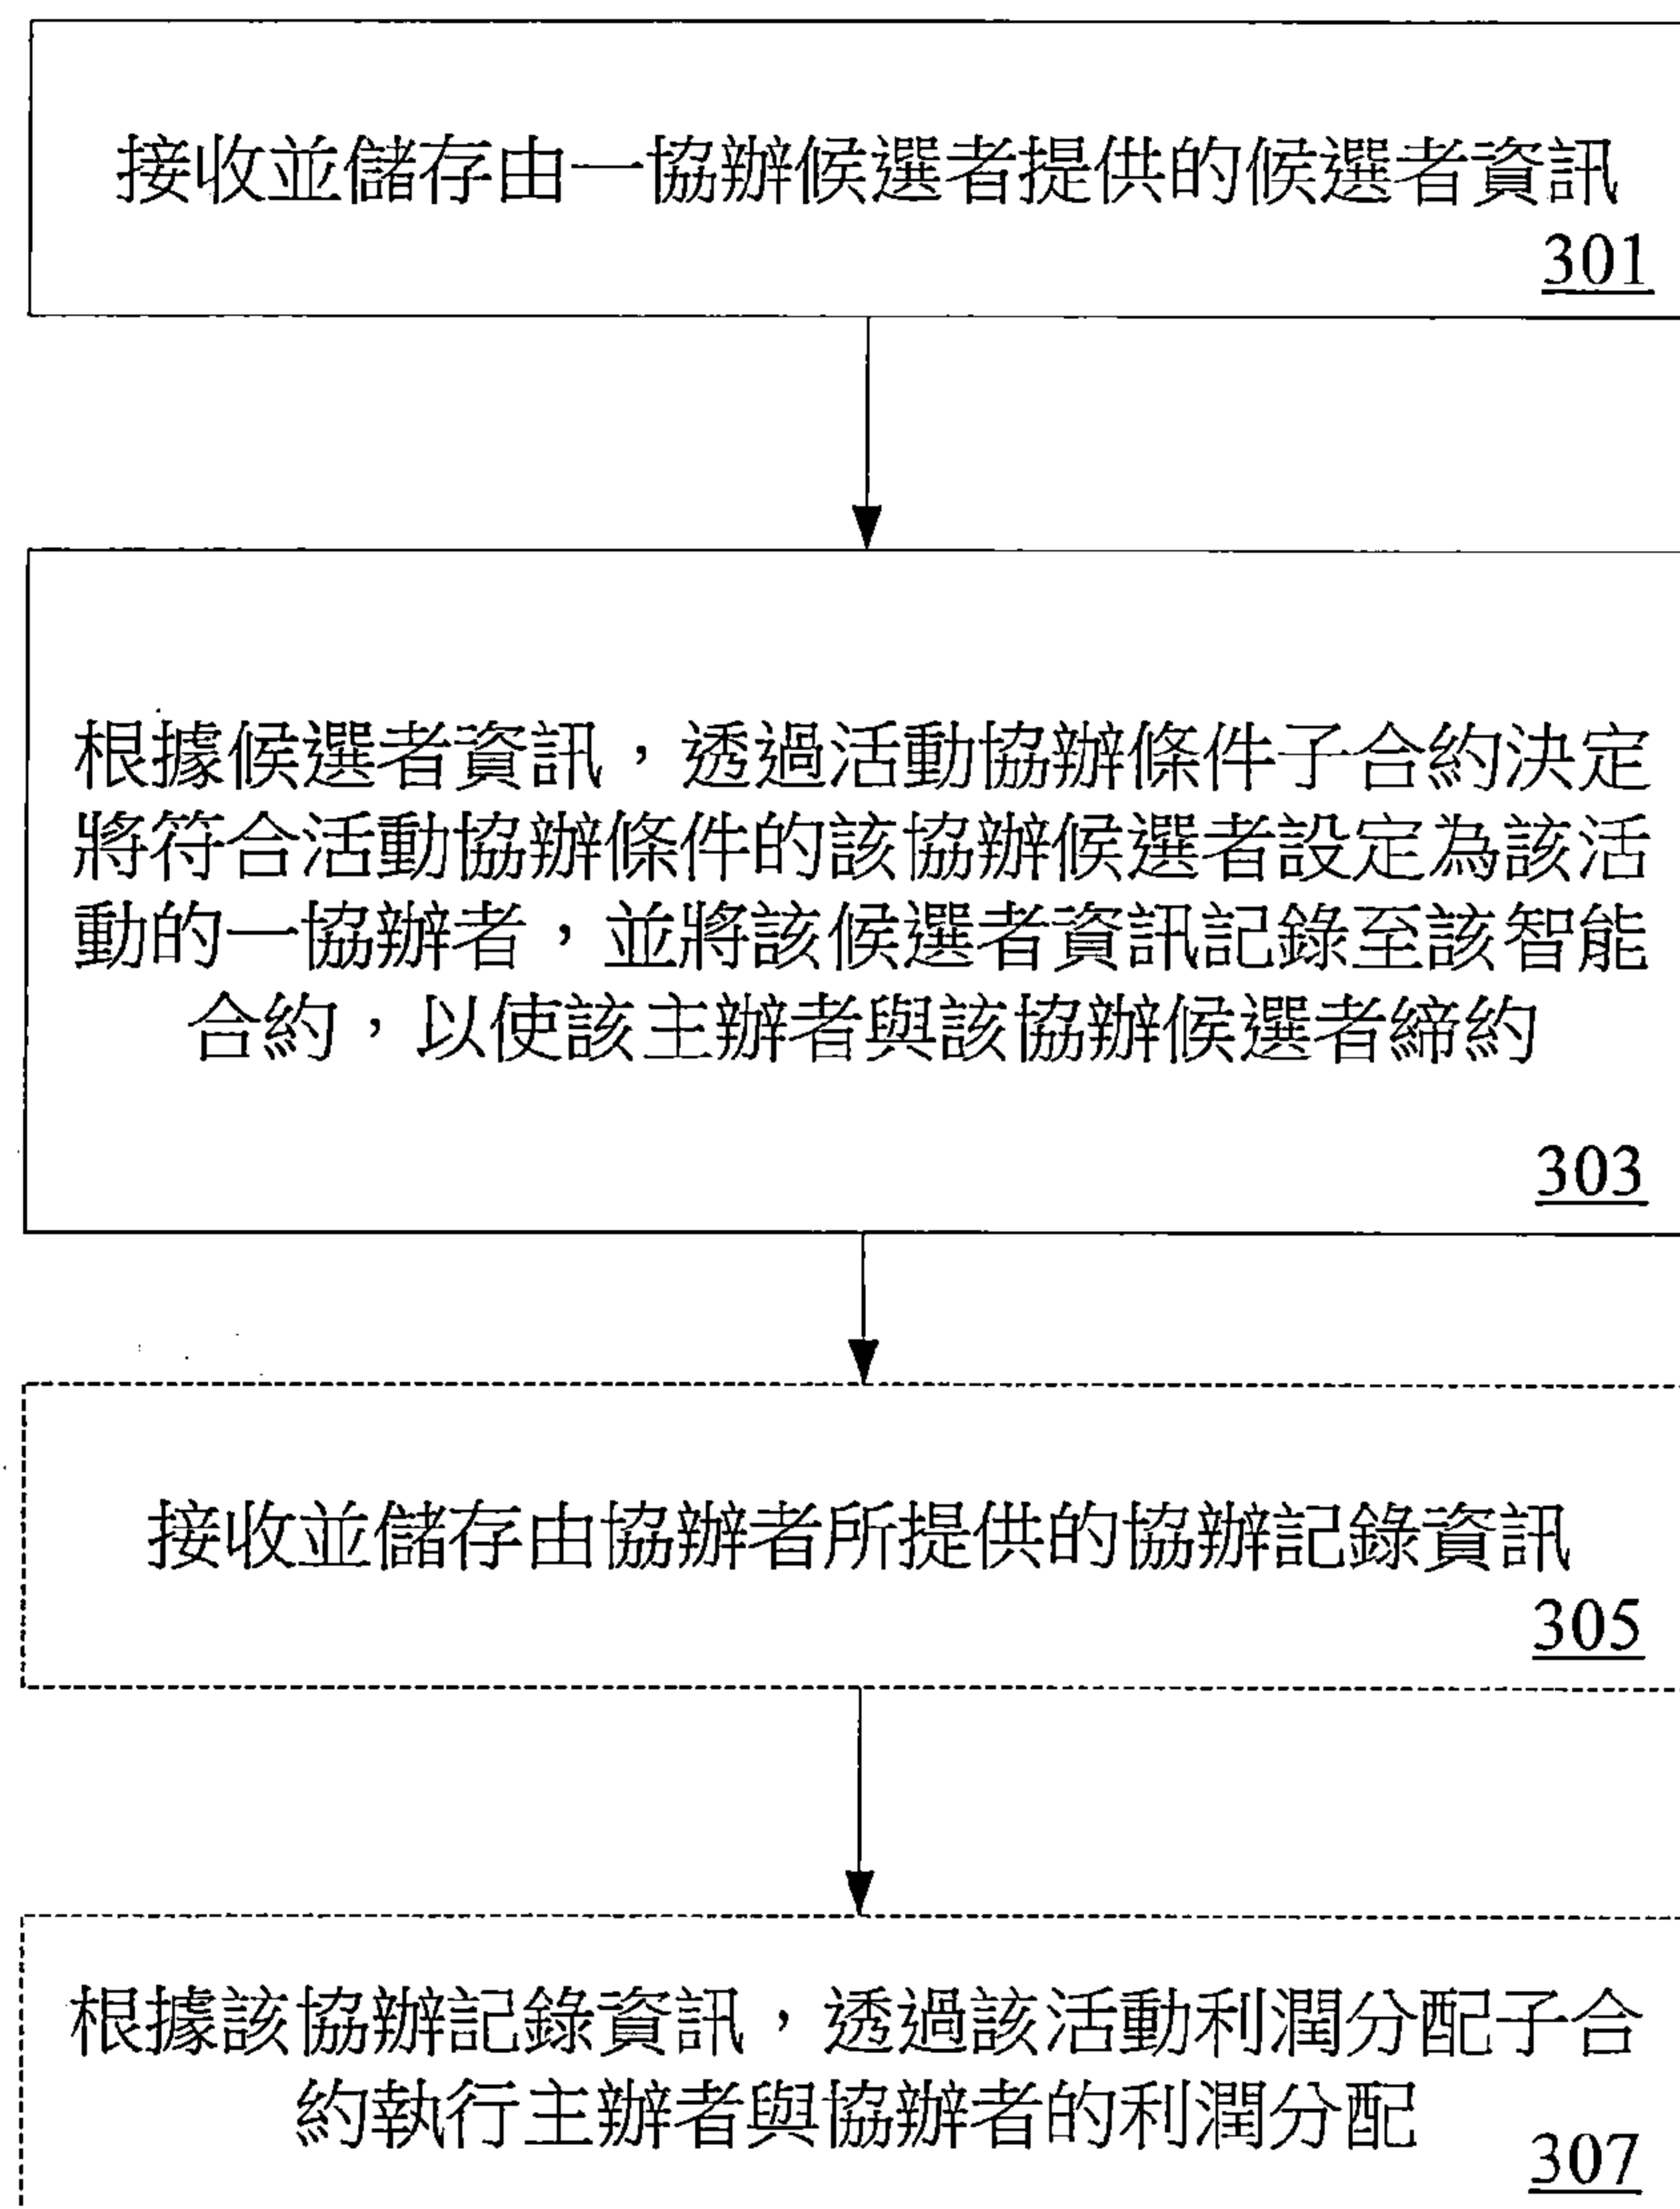 接收並儲存由一協辦候選者提供的候選者資訊
301
根據候選者資訊，透過活動協辦條件子合約決定
將符合活動協辦條件的該協辦候選者設定為該活
動的一協辦者，並將該候選者資訊記錄至該智能
合約，以使該主辦者與該協辦候選者締約
303
接收並儲存由協辦者所提供的協辦記錄資訊
305
根據該協辦記錄資訊，透過該活動利潤分配子合
約執行主辦者與協辦者的利潤分配
307